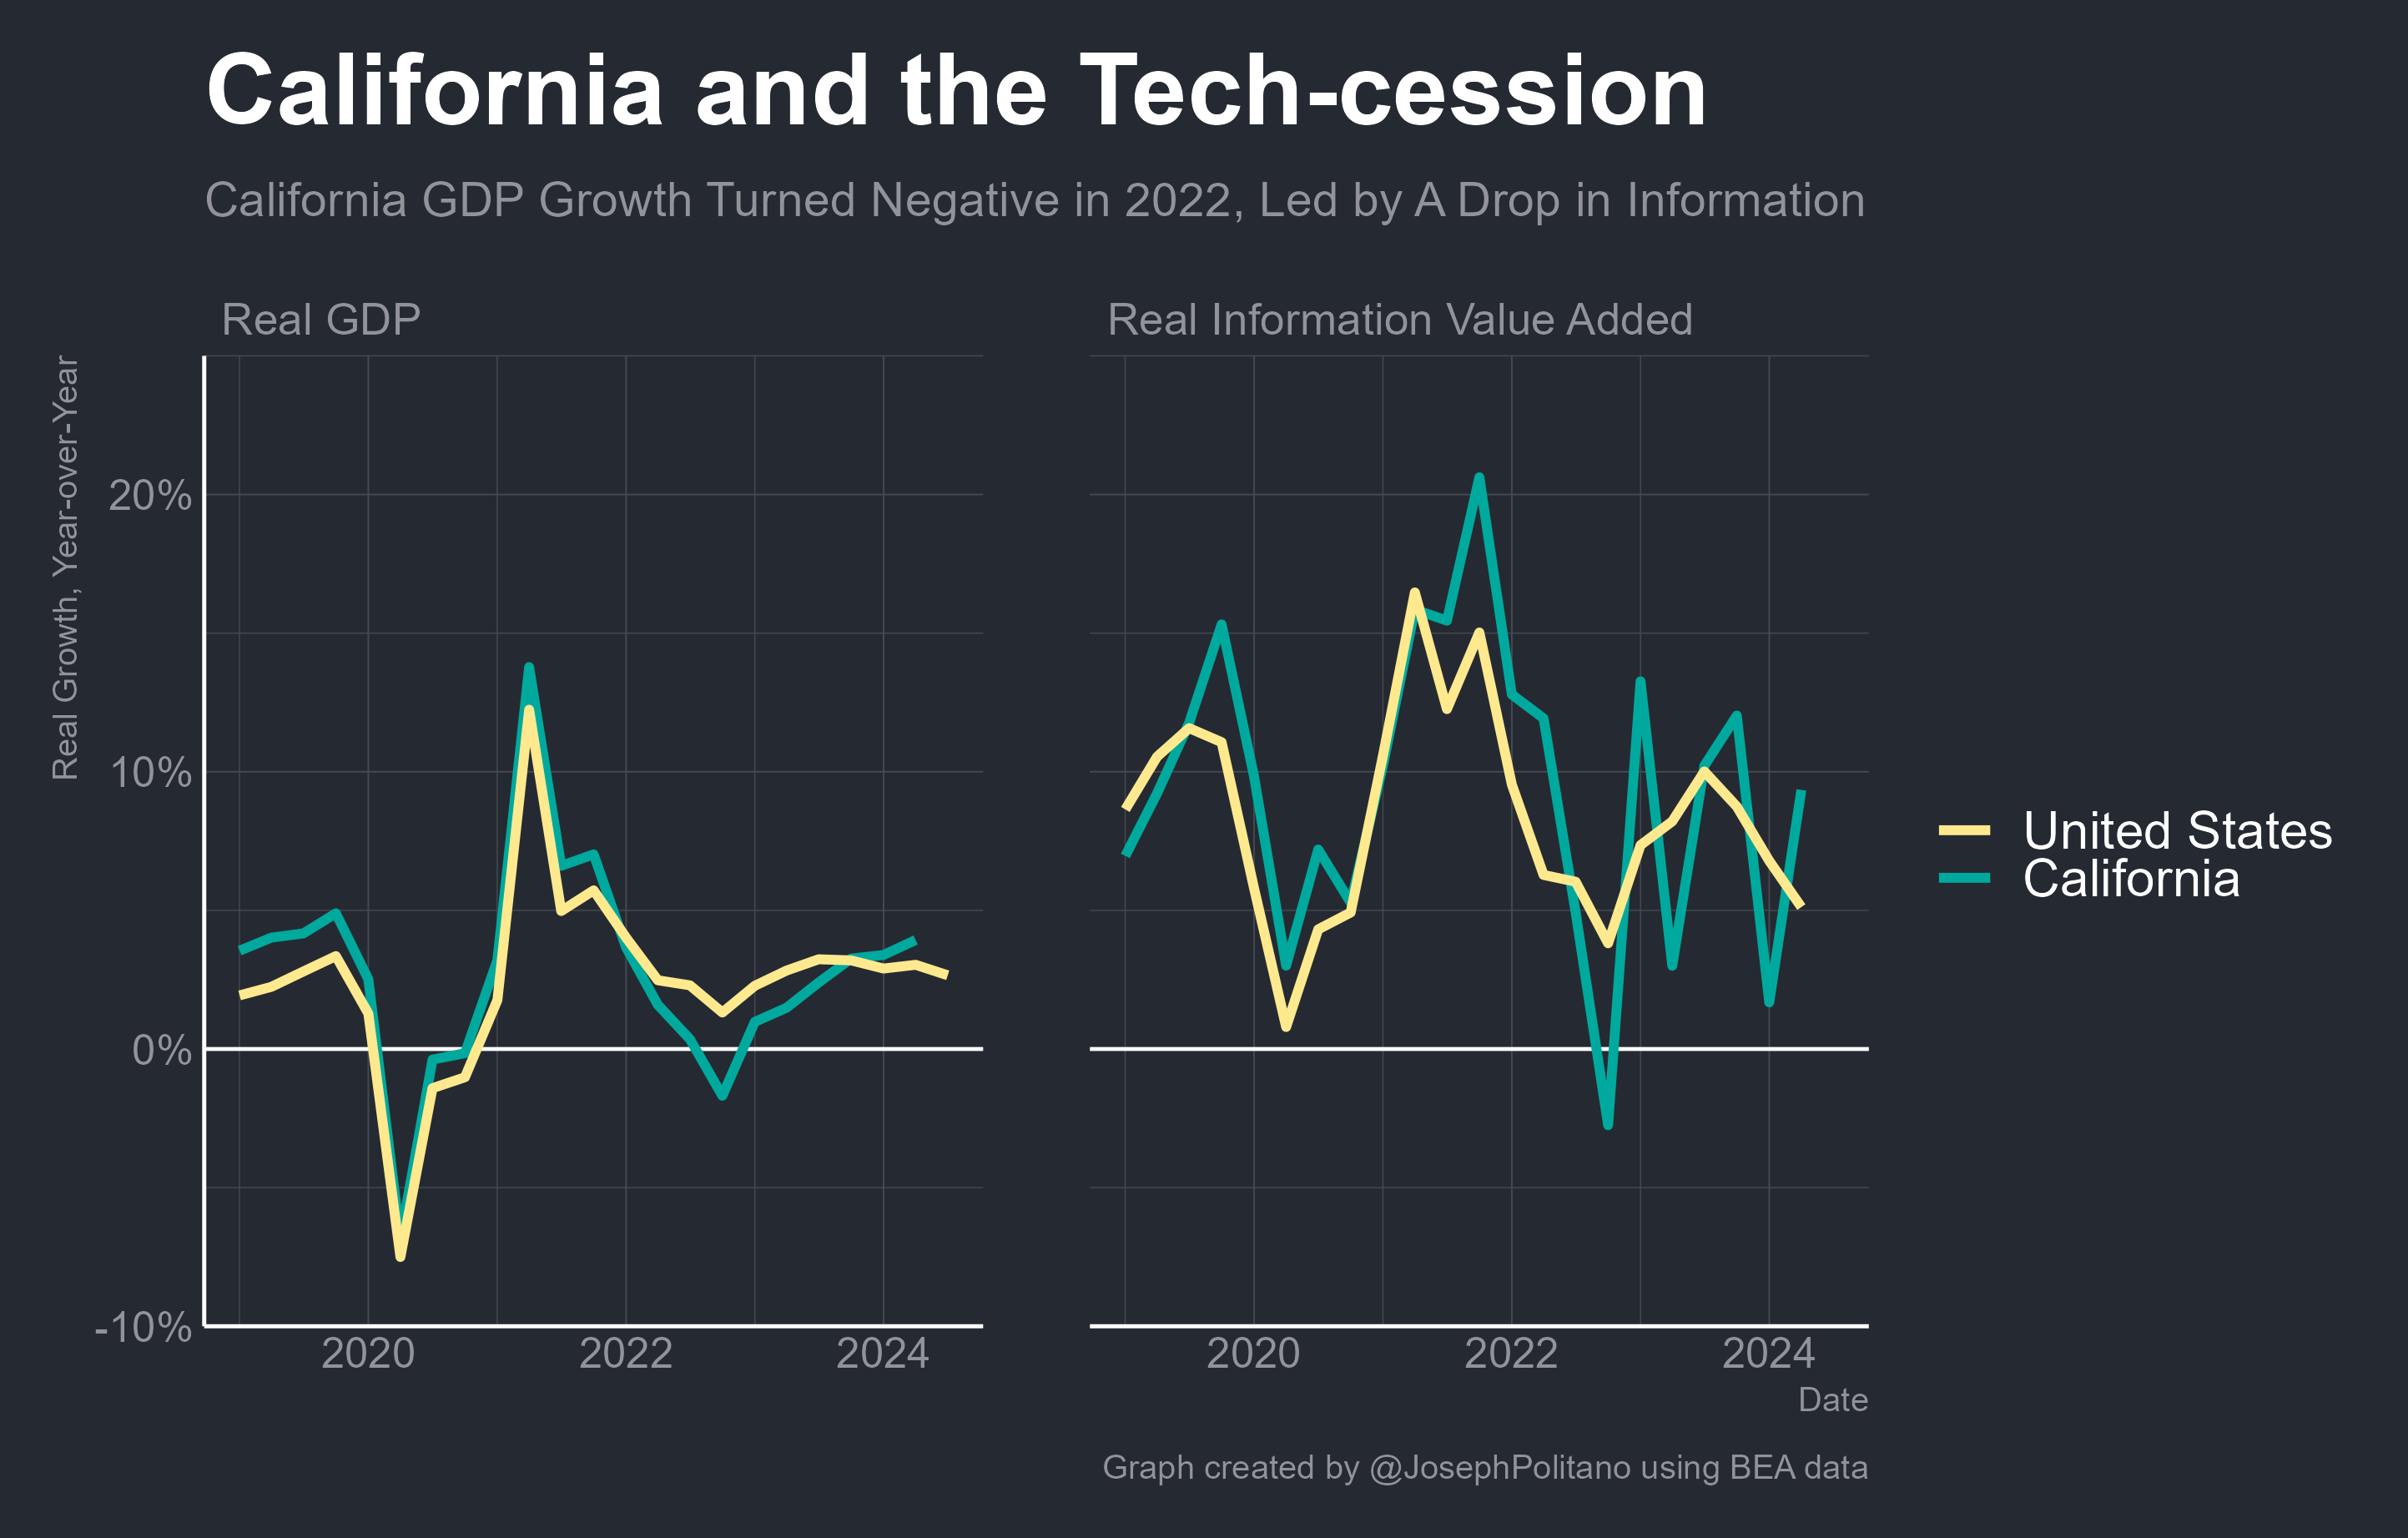 California and the Tech-cession
California GDP Growth Turned Negative in 2022, Led by A Drop in Information
Real GDP
Real Information Value Added
Real Growth, Year-over-Year
20%
10%
0%
-10%
2020
2022
2024
2020
2022
2024
Date
United States
California
Graph created by @JosephPolitano using BEA data